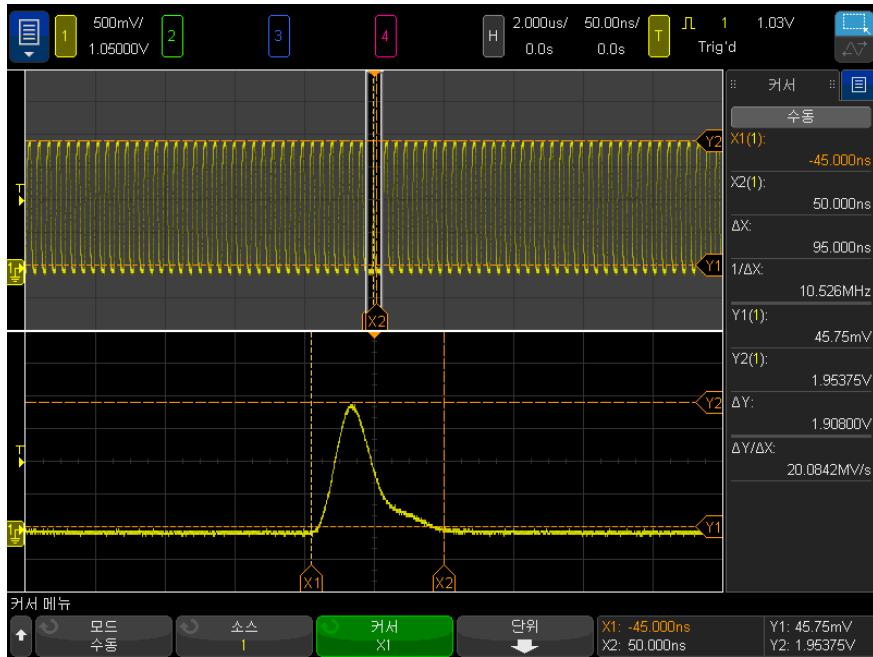 1 500mV/ 1.05000V 2 3 4 H 2.000us/ 0.0s 50.00ns/ 0.0s T 1 1.03V Trig'd
커서
수동
X1(1):
-45.000ns
X2(1):
50.000ns
ΔX:
95.000ns
1/ΔX:
10.526MHz
Y1(1):
45.75mV
Y2(1):
1.95375V
ΔY:
1.90800V
ΔY/ΔX:
20.0842MV/s
T
Y2
1
Y1
X2
Y2
T
1
Y1
X1 X2
커서 메뉴
모드
수동
소스
1
커서
X1
단위
X1: -45.000ns
X2: 50.000ns
Y1: 45.75mV
Y2: 1.95375V